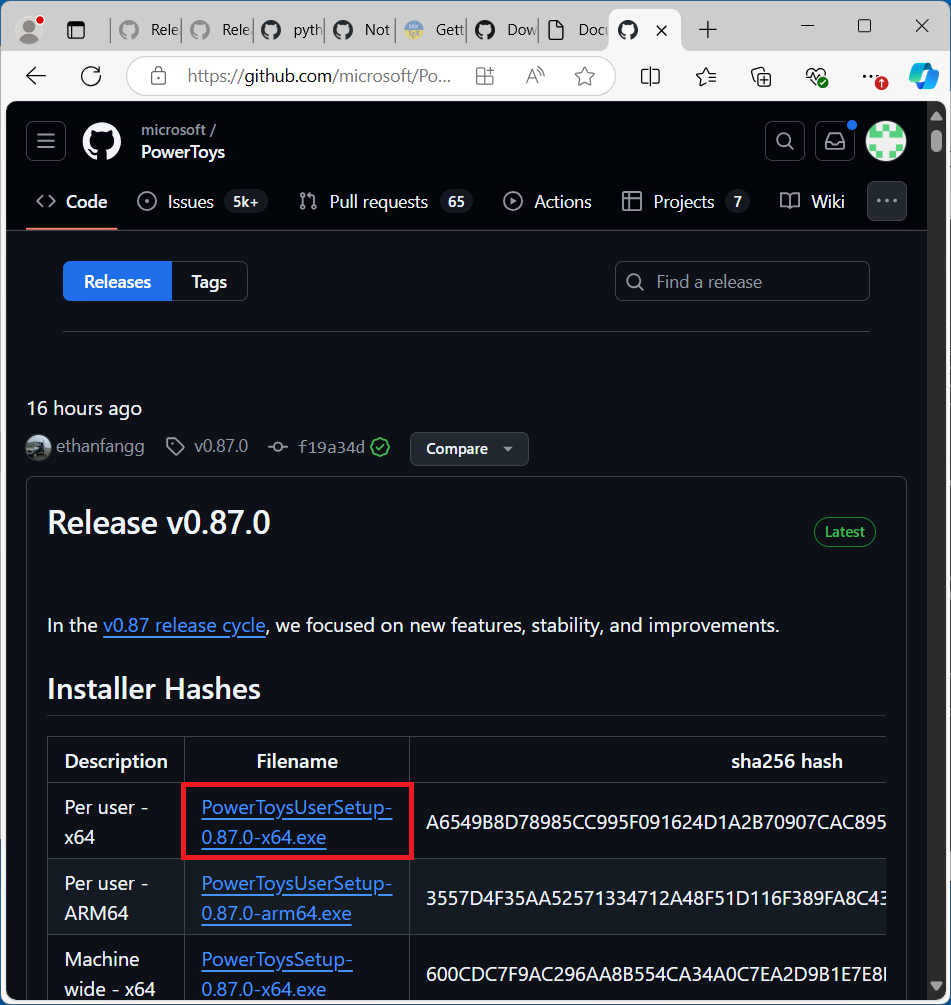 Rele
Rele
pyth
Not
Gett
Dow
Docu
https://github.com/microsoft/Po...
microsoft /
PowerToys
Code
Issues 5k+
Pull requests 65
Actions
Projects 7
Wiki
Releases
Tags
Find a release
16 hours ago
ethanfangg
v0.87.0
f19a34d
Compare
Release v0.87.0
Latest
In the v0.87 release cycle, we focused on new features, stability, and improvements.
Installer Hashes
Description Filename sha256 hash
Per user -
x64
PowerToysUserSetup-
0.87.0-x64.exe
A6549B8D78985CC995F091624D1A2B70907CAC895
Per user -
ARM64
PowerToysUserSetup-
0.87.0-arm64.exe
3557D4F35AA52571334712A48F51D116F389FA8C43
Machine
wide - x64
PowerToysSetup-
0.87.0-x64.exe
600CDC7F9AC296AA8B554CA34A0C7EA2D9B1E7E8